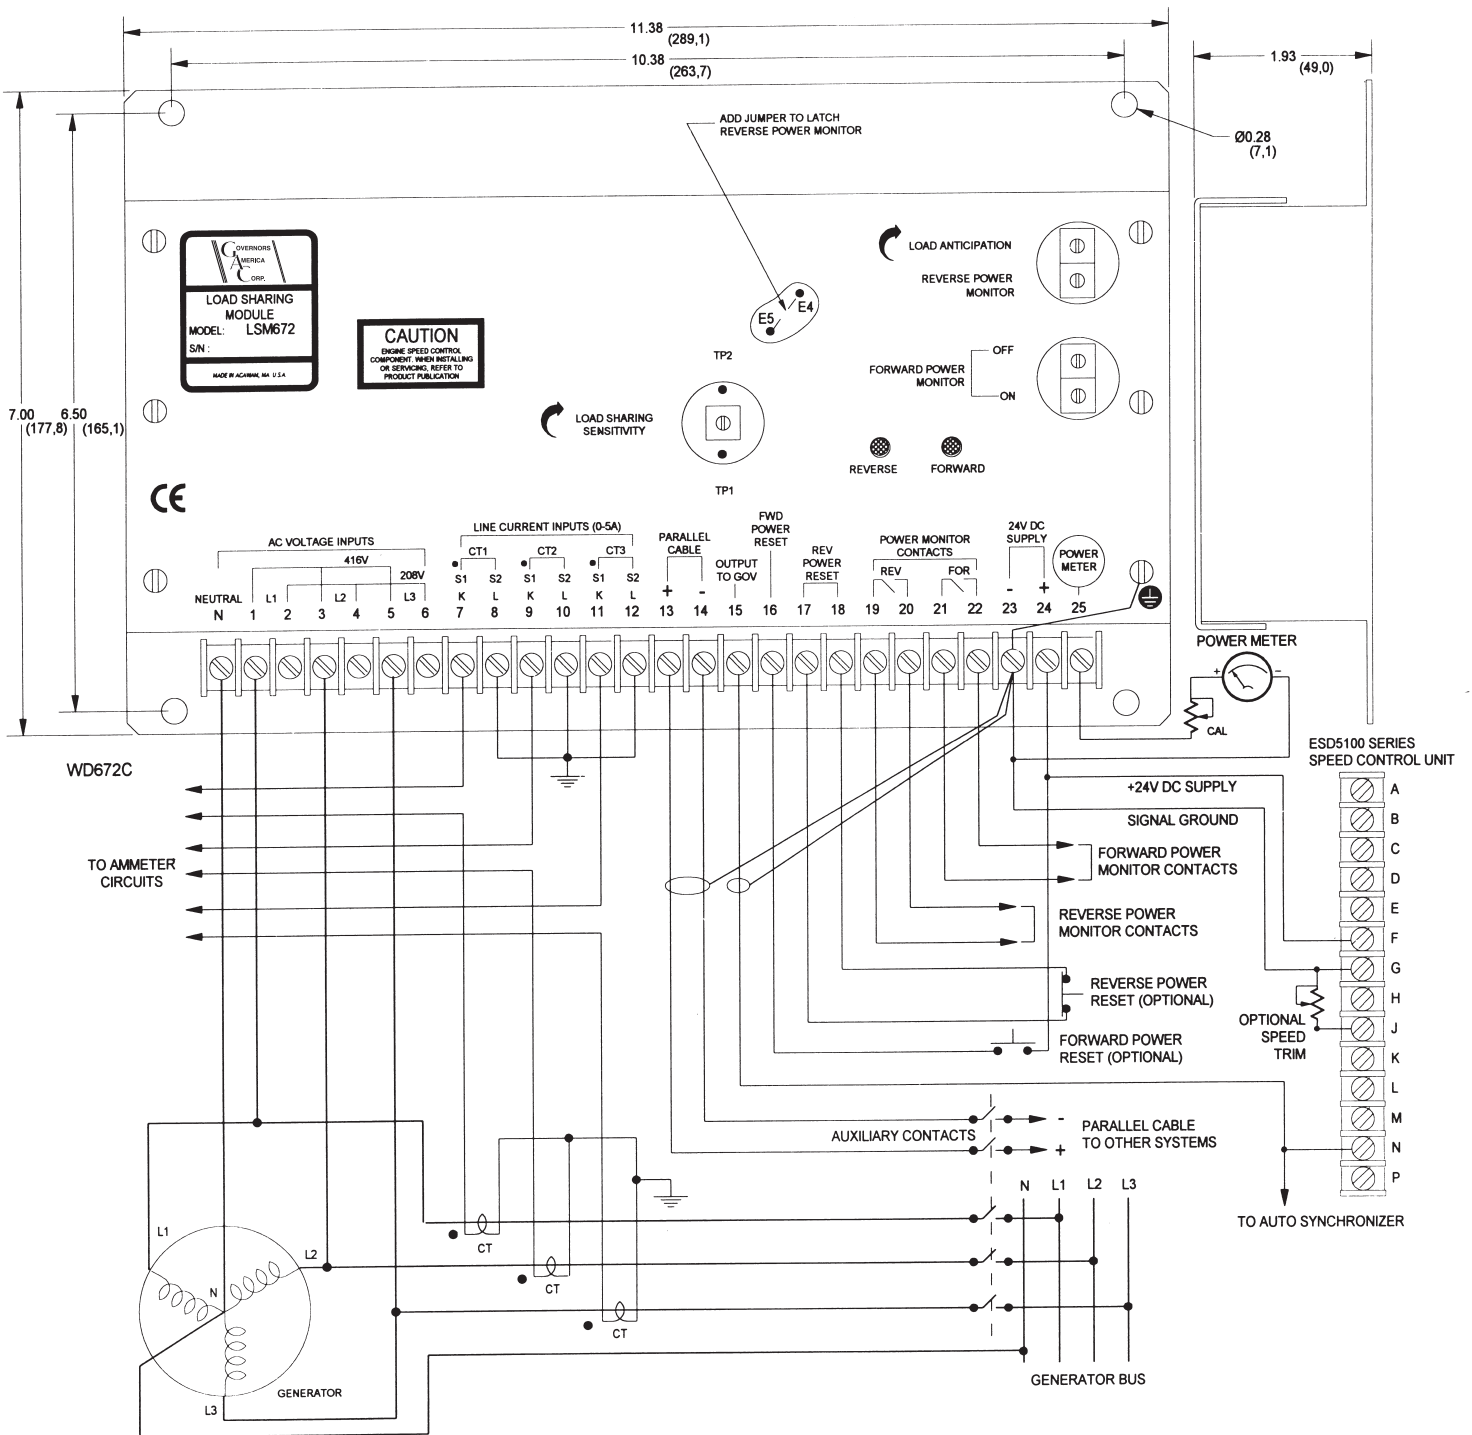 11.38
(289,1)
10.38
(263,7)
1.93
(49,0)
ADD JUMPER TO LATCH
REVERSE POWER MONITOR
Ø0.28
(7,1)
GOVERNORS
AMERICA
CORP.
LOAD SHARING
MODULE
MODEL: LSM672
S/N :
MADE IN AGAWAM, MA U.S.A
CAUTION
ENGINE SPEED CONTROL
COMPONENT. WHEN INSTALLING
OR SERVICING, REFER TO
PRODUCT PUBLICATION
LOAD ANTICIPATION
REVERSE POWER
MONITOR
E4
E5
TP2
OFF
FORWARD POWER
MONITOR
ON
LOAD SHARING
SENSITIVITY
7.00
(177,8)
6.50
(165,1)
REVERSE
FORWARD
TP1
CE
AC VOLTAGE INPUTS
416V
208V
NEUTRAL
L1
L2
L3
LINE CURRENT INPUTS (0-5A)
CT1
CT2
CT3
S1 S2 S1 S2 S1 S2
K L K L K L
PARALLEL
CABLE
+ -
OUTPUT
TO GOV
FWD
POWER
RESET
REV
POWER
RESET
POWER MONITOR
CONTACTS
REV
FOR
24V DC
SUPPLY
- +
POWER
METER
N 1 2 3 4 5 6 7 8 9 10 11 12 13 14 15 16 17 18 19 20 21 22 23 24 25
POWER METER
+ -
CAL
WD672C
ESD5100 SERIES
SPEED CONTROL UNIT
A
B
C
D
E
F
G
H
J
K
L
M
N
P
+24V DC SUPPLY
SIGNAL GROUND
FORWARD POWER
MONITOR CONTACTS
TO AMMETER
CIRCUITS
REVERSE POWER
MONITOR CONTACTS
REVERSE POWER
RESET (OPTIONAL)
OPTIONAL
SPEED
TRIM
FORWARD POWER
RESET (OPTIONAL)
AUXILIARY CONTACTS
-
+
PARALLEL CABLE
TO OTHER SYSTEMS
N L1 L2 L3
TO AUTO SYNCHRONIZER
L1
L2
N
L3
CT
CT
CT
GENERATOR
GENERATOR BUS